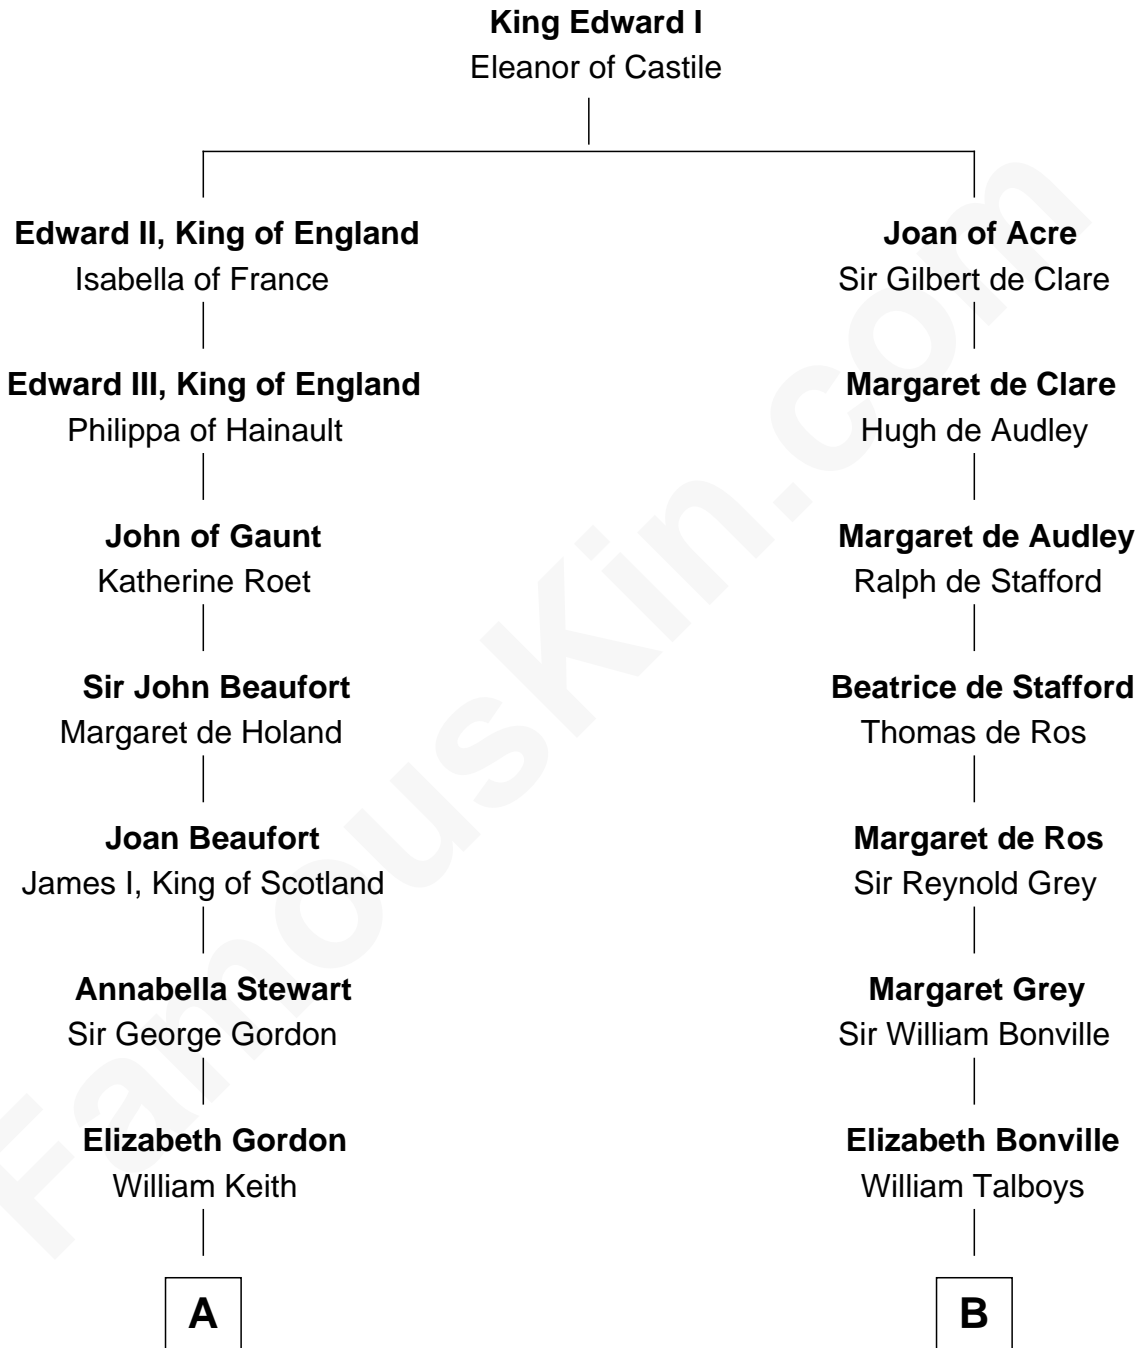 King Edward I
Eleanor of Castile
Edward II, King of England
Isabella of France
Joan of Acre
Sir Gilbert de Clare
Edward III, King of England
Philippa of Hainault
Margaret de Clare
Hugh de Audley
John of Gaunt
Katherine Roet
Margaret de Audley
Ralph de Stafford
Sir John Beaufort
Margaret de Holand
Beatrice de Stafford
Thomas de Ros
Joan Beaufort
James I, King of Scotland
Margaret de Ros
Sir Reynold Grey
Annabella Stewart
Sir George Gordon
Margaret Grey
Sir William Bonville
Elizabeth Gordon
William Keith
Elizabeth Bonville
William Talboys
A
B
FamousKin.com